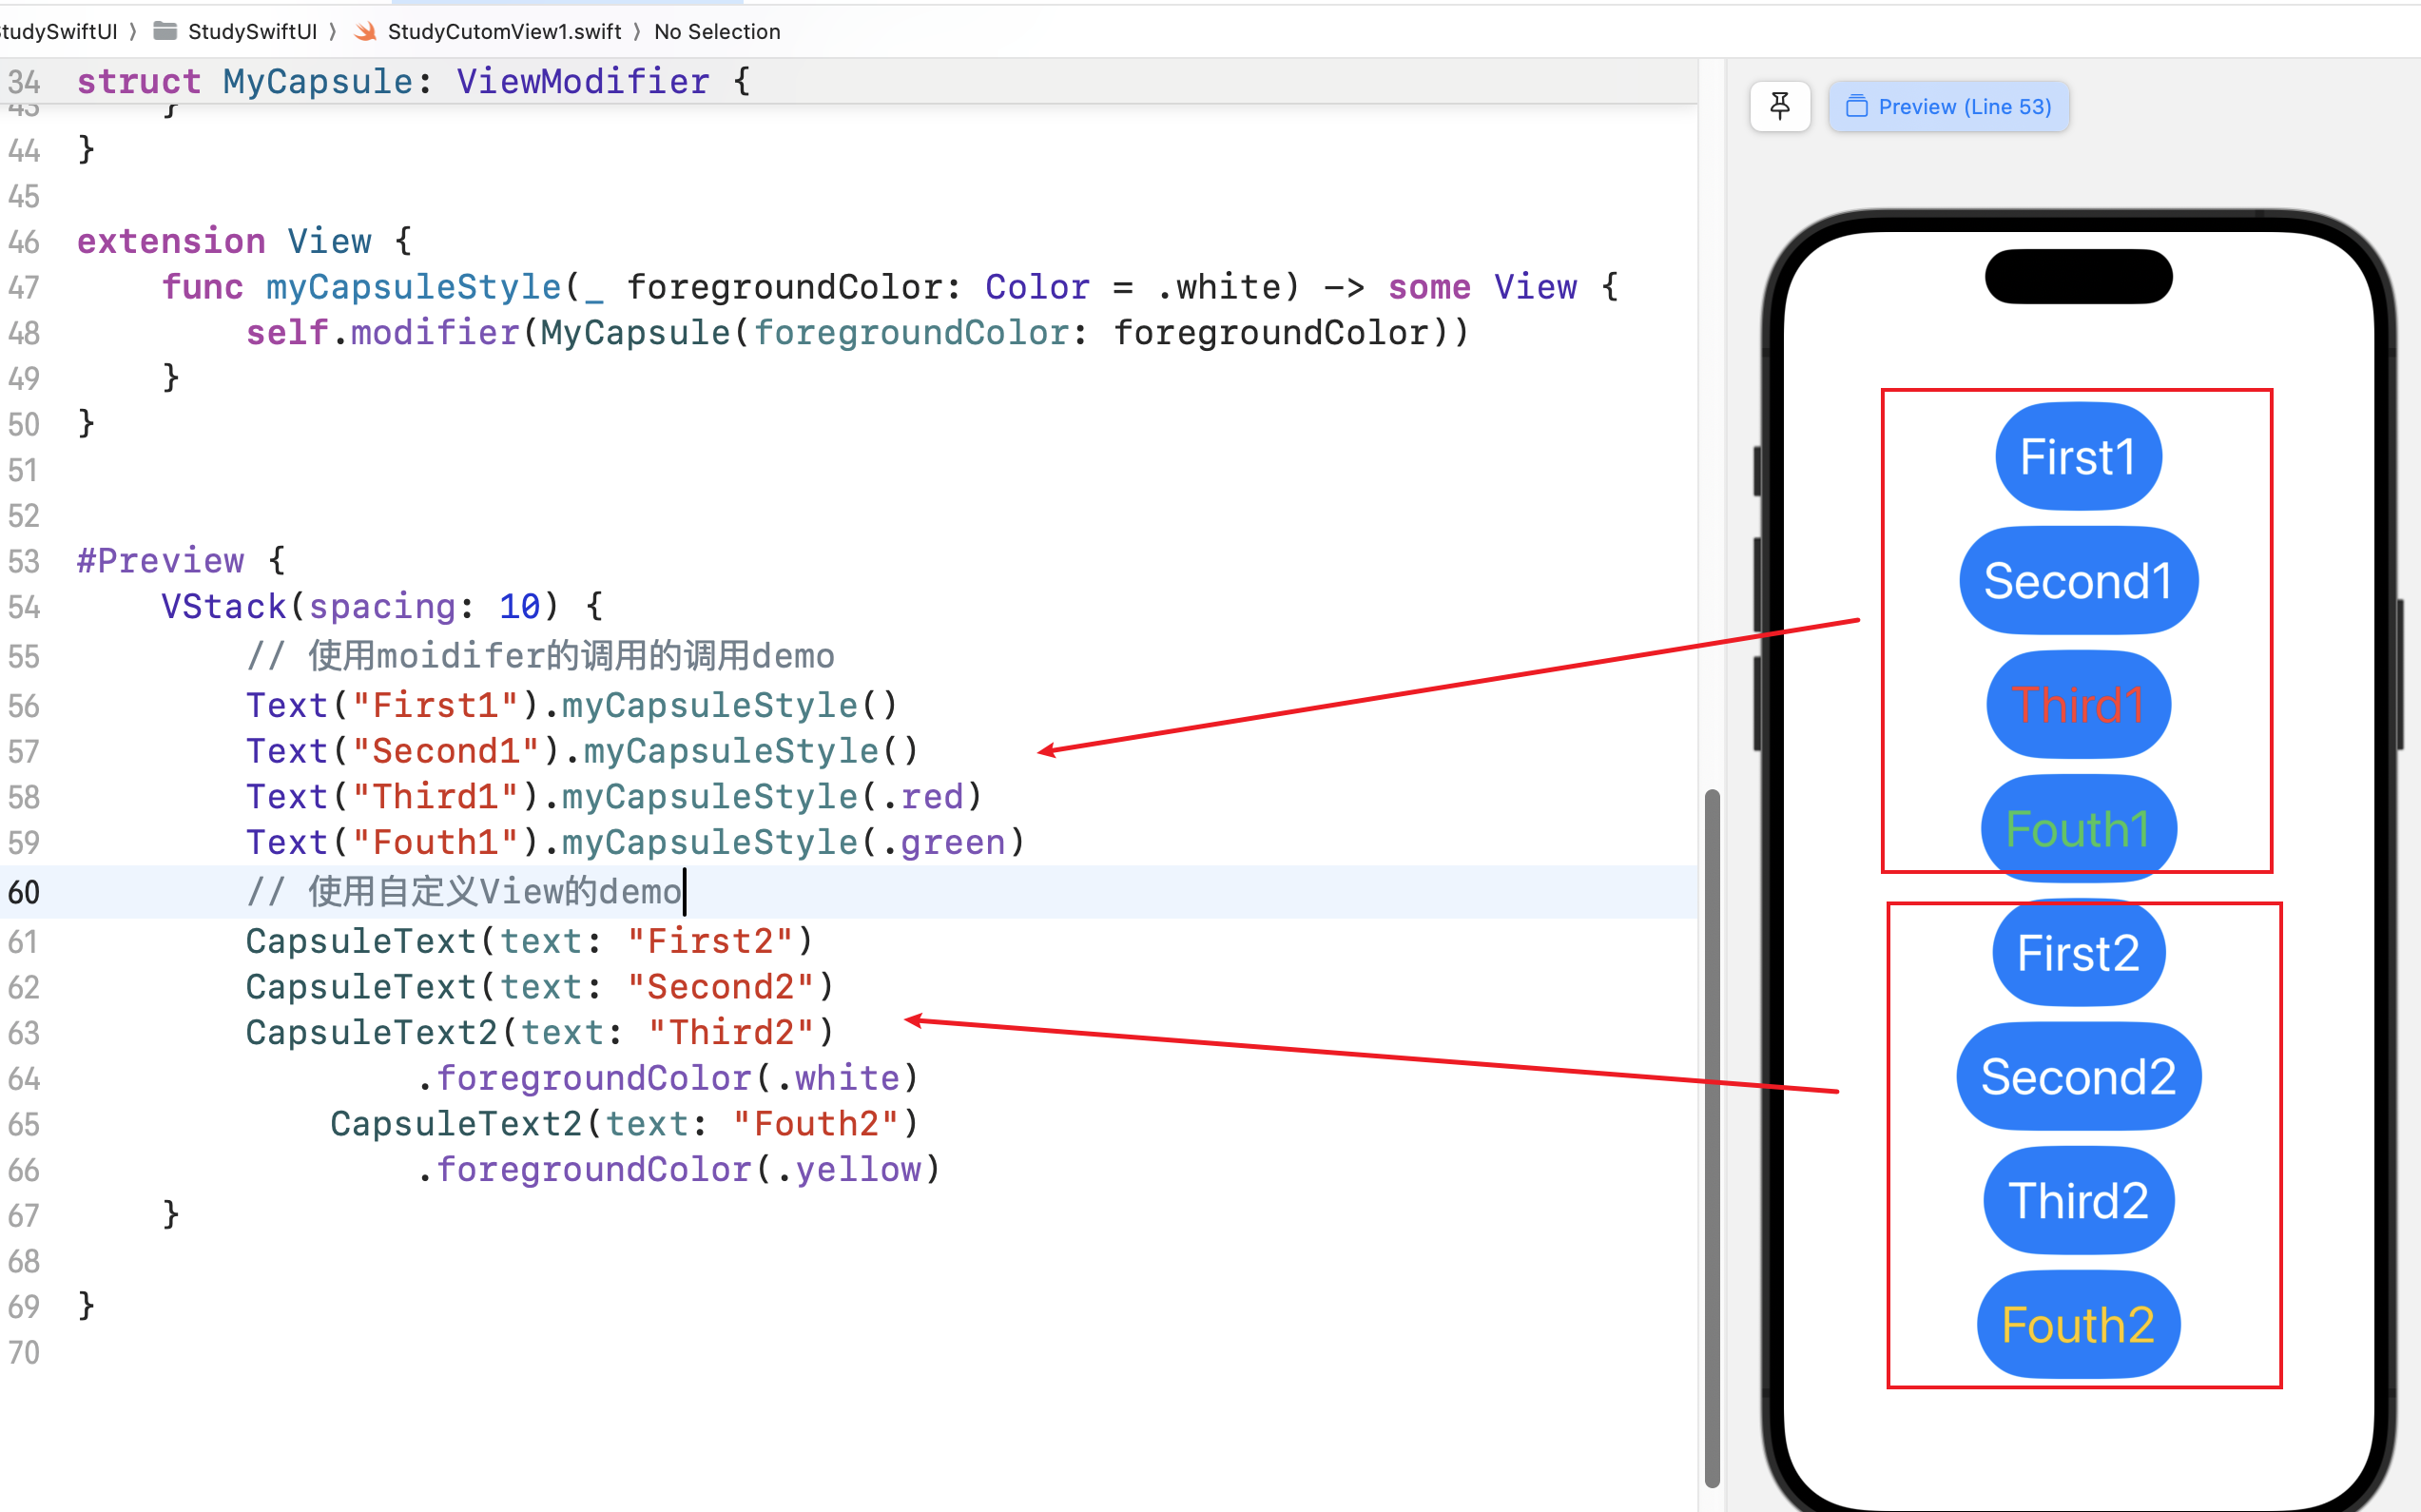 tudySwiftUI 〉 StudySwiftUI 〉 StudyCutomView1.swift 〉 No Selection
34 struct MyCapsule: ViewModifier {
43 }
44 }
45
46 extension View {
47 func myCapsuleStyle(_ foregroundColor: Color = .white) -> some View {
48 self.modifier(MyCapsule(foregroundColor: foregroundColor))
49 }
50 }
51
52
53 #Preview {
54 VStack(spacing: 10) {
55 // 使用moidifer的调用的调用demo
56 Text("First1").myCapsuleStyle()
57 Text("Second1").myCapsuleStyle()
58 Text("Third1").myCapsuleStyle(.red)
59 Text("Fouth1").myCapsuleStyle(.green)
60 // 使用自定义View的demo
61 CapsuleText(text: "First2")
62 CapsuleText(text: "Second2")
63 CapsuleText2(text: "Third2")
64 .foregroundColor(.white)
65 CapsuleText2(text: "Fouth2")
66 .foregroundColor(.yellow)
67 }
68
69 }
70
Preview (Line 53)
First1
Second1
Third1
Fouth1
First2
Second2
Third2
Fouth2